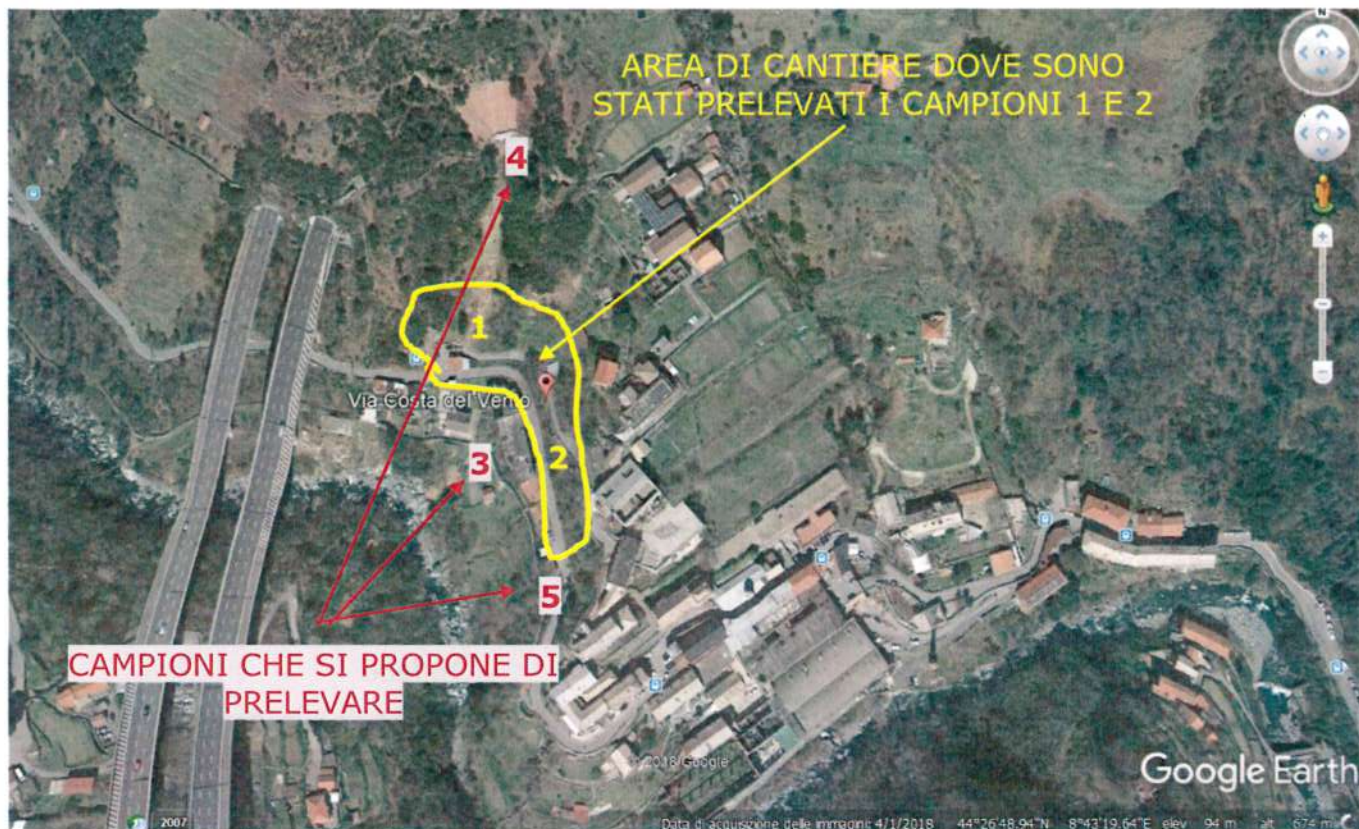 N
AREA DI CANTIERE DOVE SONO
STATI PRELEVATI I CAMPIONI 1 E 2
4
1
Via Costa del Vento
2
3
5
CAMPIONI CHE SI PROPONE DI
PRELEVARE
© 2018 Google
Google Earth
2007
Data di acquisizione delle immagini: 4/1/2018 44°26'48.94"N 8°43'19.64"E elev 94 m alt 674 m